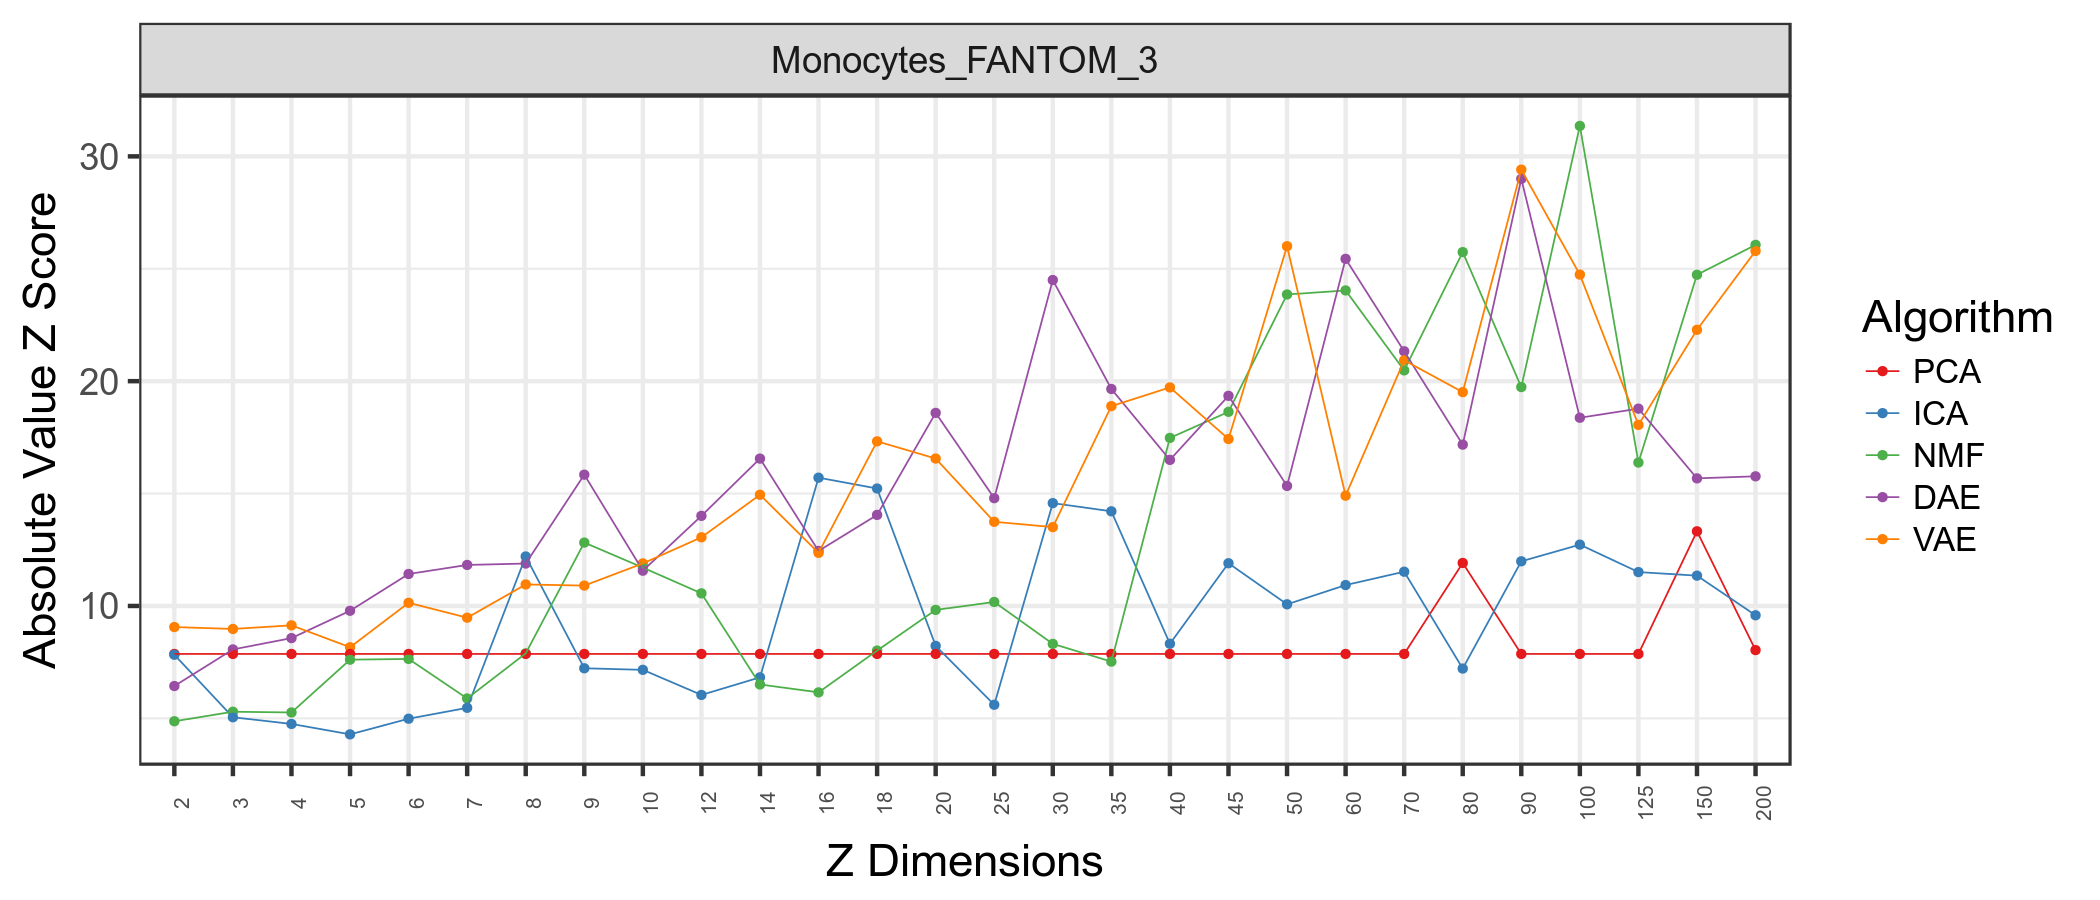 Monocytes_FANTOM_3
Absolute Value Z Score
30
20
10
2 3 4 5 6 7 8 9 10 12 14 16 18 20 25 30 35 40 45 50 60 70 80 90 100 125 150 200
Z Dimensions
Algorithm
PCA
ICA
NMF
DAE
VAE